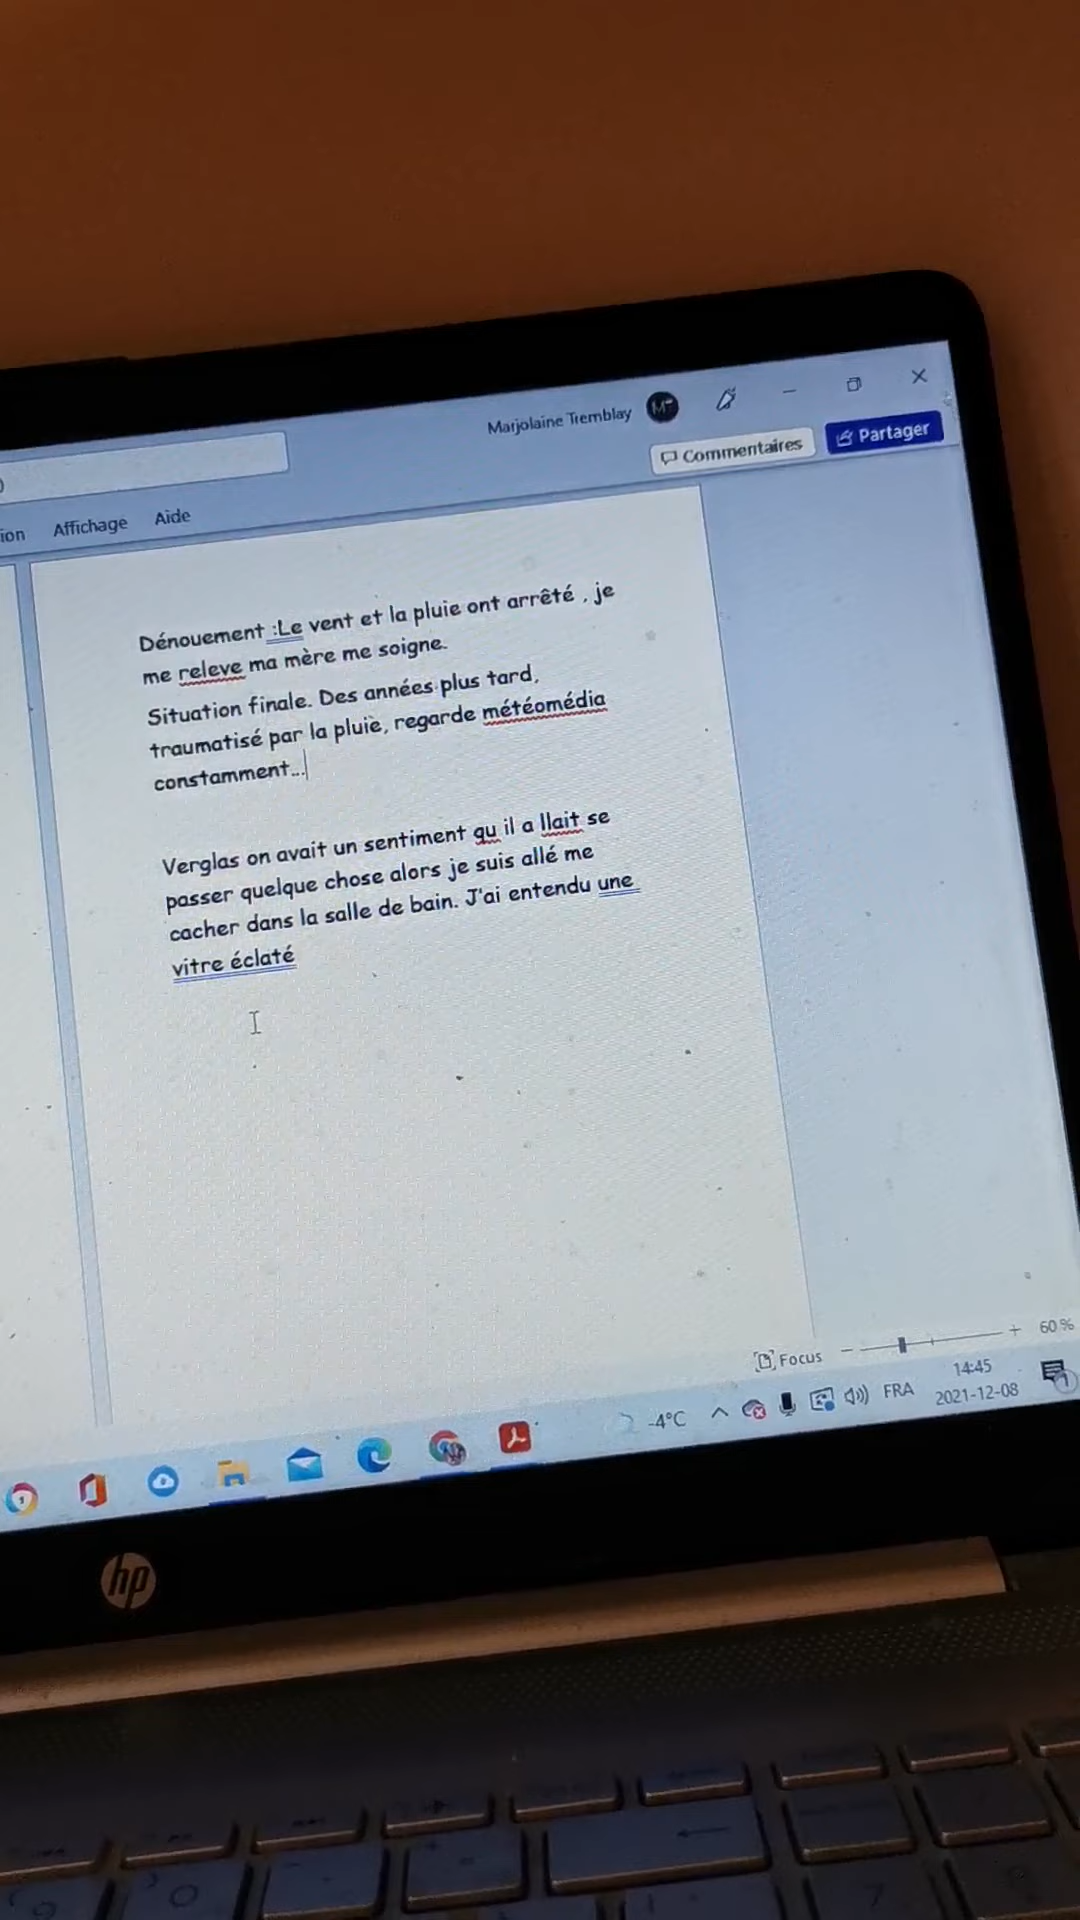 Marjolaine Tremblay MT
Commentaires Partager
ion Affichage Aide
Dénouement :Le vent et la pluie ont arrêté , je
me releve ma mère me soigne.
Situation finale. Des années plus tard,
traumatisé par la pluie, regarde météomédia
constamment...
Verglas on avait un sentiment qu il a llait se
passer quelque chose alors je suis allé me
cacher dans la salle de bain. J'ai entendu une
vitre éclaté
Focus 60 %
-4°C FRA 14:45
2021-12-08
hp